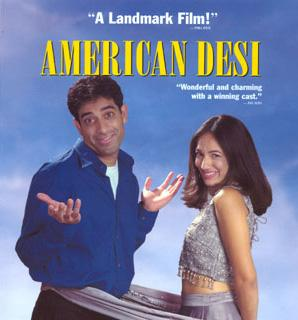 "A Landmark Film!"
AMERICAN DESI
"Wonderful and charming
with a winning cast."